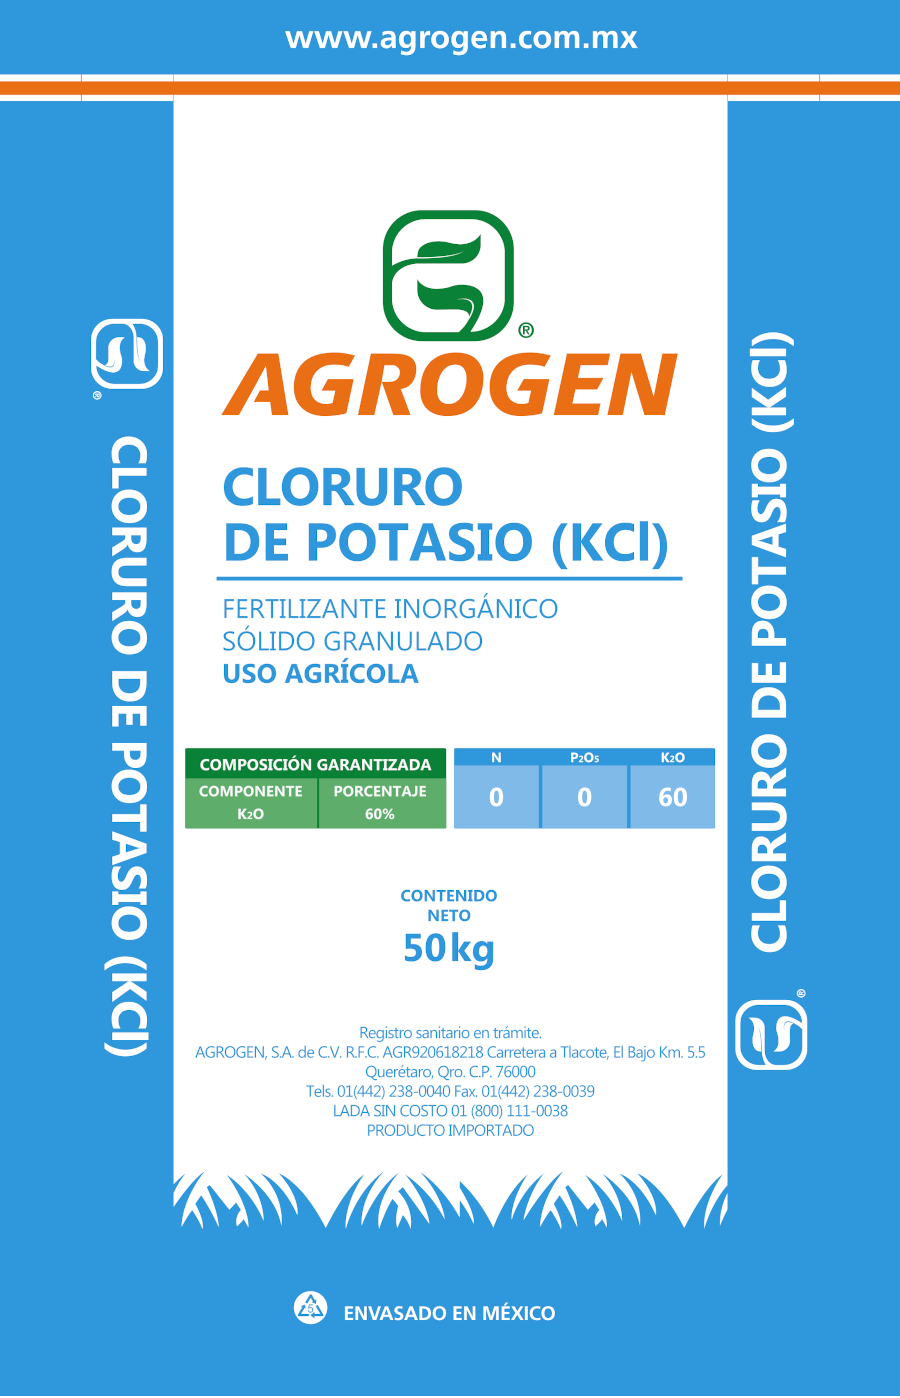 www.agrogen.com.mx
®
AGROGEN
CLORURO
DE POTASIO (KCl)
FERTILIZANTE INORGÁNICO
SÓLIDO GRANULADO
USO AGRÍCOLA
COMPOSICIÓN GARANTIZADA
COMPONENTE PORCENTAJE
K₂O 60%
N P₂O₅ K₂O
0 0 60
CONTENIDO
NETO
50 kg
Registro sanitario en trámite.
AGROGEN, S.A. de C.V. R.F.C. AGR920618218 Carretera a Tlacote, El Bajo Km. 5.5
Querétaro, Qro. C.P. 76000
Tels. 01(442) 238-0040 Fax. 01(442) 238-0039
LADA SIN COSTO 01 (800) 111-0038
PRODUCTO IMPORTADO
®
CLORURO DE POTASIO (KCl)
®
CLORURO DE POTASIO (KCl)
5
ENVASADO EN MÉXICO